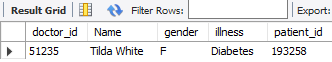 Result Grid Filter Rows: Export:
doctor_id Name gender illness patient_id
51235 Tilda White F Diabetes 193258